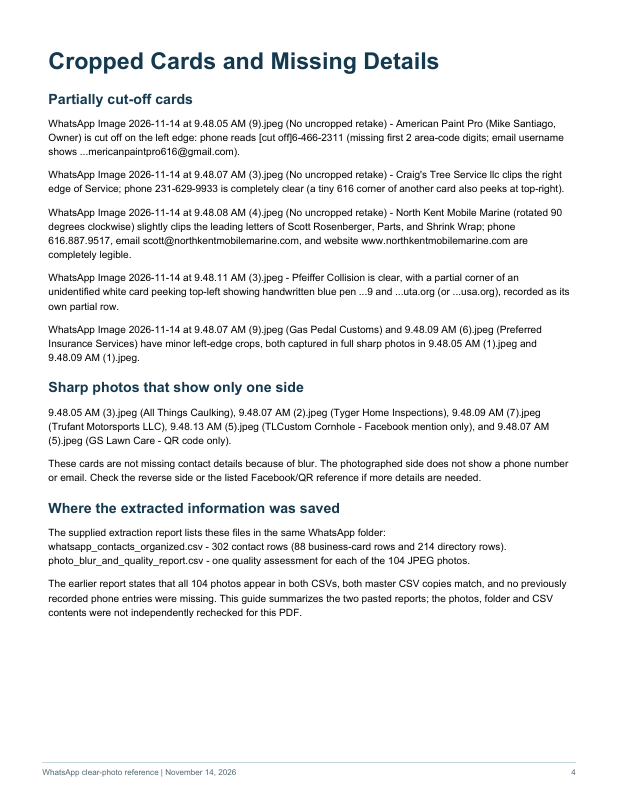 Cropped Cards and Missing Details
Partially cut-off cards
WhatsApp Image 2026-11-14 at 9.48.05 AM (9).jpeg (No uncropped retake) - American Paint Pro (Mike Santiago,
Owner) is cut off on the left edge: phone reads [cut off]6-466-2311 (missing first 2 area-code digits; email username
shows ...mericanpaintpro616@gmail.com).
WhatsApp Image 2026-11-14 at 9.48.07 AM (3).jpeg (No uncropped retake) - Craig's Tree Service llc clips the right
edge of Service; phone 231-629-9933 is completely clear (a tiny 616 corner of another card also peeks at top-right).
WhatsApp Image 2026-11-14 at 9.48.08 AM (4).jpeg (No uncropped retake) - North Kent Mobile Marine (rotated 90
degrees clockwise) slightly clips the leading letters of Scott Rosenberger, Parts, and Shrink Wrap; phone
616.887.9517, email scott@northkentmobilemarine.com, and website www.northkentmobilemarine.com are
completely legible.
WhatsApp Image 2026-11-14 at 9.48.11 AM (3).jpeg - Pfeiffer Collision is clear, with a partial corner of an
unidentified white card peeking top-left showing handwritten blue pen ...9 and ...uta.org (or ...usa.org), recorded as its
own partial row.
WhatsApp Image 2026-11-14 at 9.48.07 AM (9).jpeg (Gas Pedal Customs) and 9.48.09 AM (6).jpeg (Preferred
Insurance Services) have minor left-edge crops, both captured in full sharp photos in 9.48.05 AM (1).jpeg and
9.48.09 AM (1).jpeg.
Sharp photos that show only one side
9.48.05 AM (3).jpeg (All Things Caulking), 9.48.07 AM (2).jpeg (Tyger Home Inspections), 9.48.09 AM (7).jpeg
(Trufant Motorsports LLC), 9.48.13 AM (5).jpeg (TLCustom Cornhole - Facebook mention only), and 9.48.07 AM
(5).jpeg (GS Lawn Care - QR code only).
These cards are not missing contact details because of blur. The photographed side does not show a phone number
or email. Check the reverse side or the listed Facebook/QR reference if more details are needed.
Where the extracted information was saved
The supplied extraction report lists these files in the same WhatsApp folder:
whatsapp_contacts_organized.csv - 302 contact rows (88 business-card rows and 214 directory rows).
photo_blur_and_quality_report.csv - one quality assessment for each of the 104 JPEG photos.
The earlier report states that all 104 photos appear in both CSVs, both master CSV copies match, and no previously
recorded phone entries were missing. This guide summarizes the two pasted reports; the photos, folder and CSV
contents were not independently rechecked for this PDF.
WhatsApp clear-photo reference | November 14, 2026
4